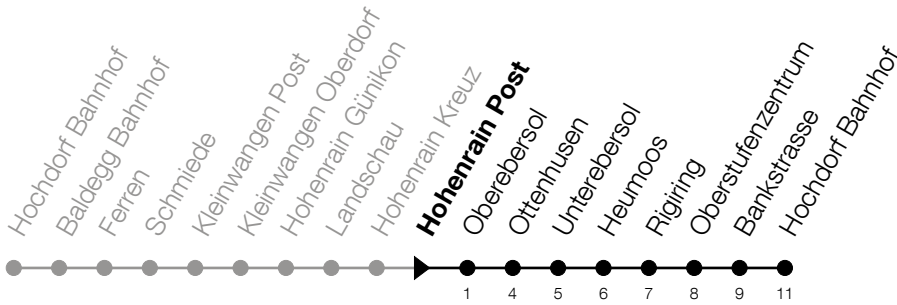 Hochdorf Bahnhof
Baldegg Bahnhof
Ferren
Schmiede
Kleinwangen Post
Kleinwangen Oberdorf
Hohenrain Günikon
Landschau
Hohenrain Kreuz
Hohenrain Post
Oberebersol
Ottenhusen
Unterebersol
Heumoos
Rigiring
Oberstufenzentrum
Bankstrasse
Hochdorf Bahnhof
1 4 5 6 7 8 9 11